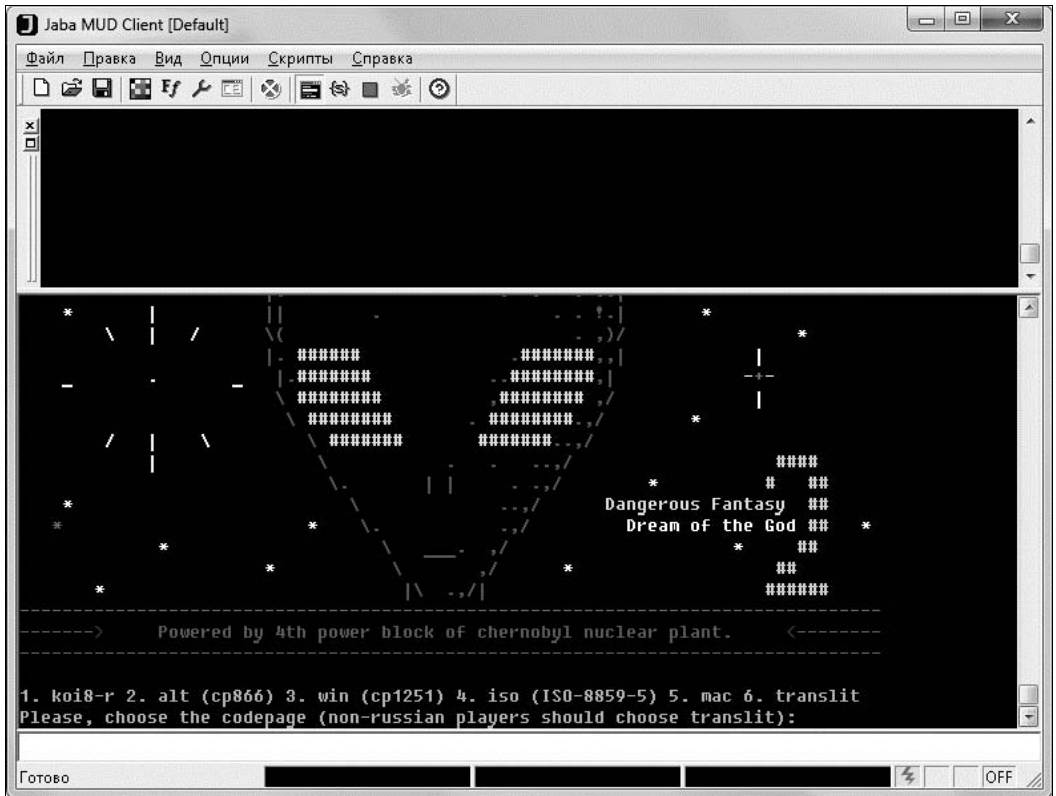 Jaba MUD Client [Default]
Файл Правка Вид Опции Скрипты Справка
Dangerous Fantasy
Dream of the God
Powered by 4th power block of chernobyl nuclear plant.
1. koi8-r 2. alt (cp866) 3. win (cp1251) 4. iso (ISO-8859-5) 5. mac 6. translit
Please, choose the codepage (non-russian players should choose translit):
Готово OFF